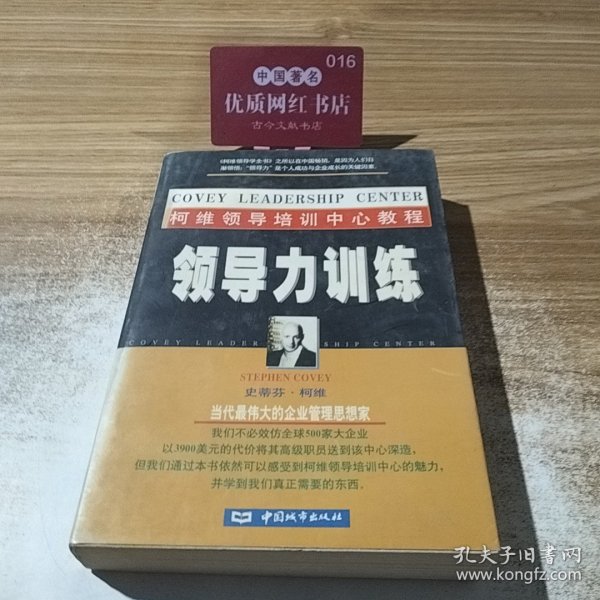 016
中国著名
优质网红书店
古今文献书店
《柯维领导学全书》之所以在中国畅销，是因为人们日
渐领悟："领导力"是个人成功与企业成长的关键因素。
COVEY LEADERSHIP CENTER
柯维领导培训中心教程
领导力训练
COVEY LEADERSHIP CENTER
STEPHEN COVEY
史蒂芬·柯维
当代最伟大的企业管理思想家
我们不必效仿全球500家大企业
以3900美元的代价将其高级职员送到该中心深造，
但我们通过本书依然可以感受到柯维领导培训中心的魅力，
并学到我们真正需要的东西。
中国城市出版社
孔夫子旧书网
www.kongfz.com